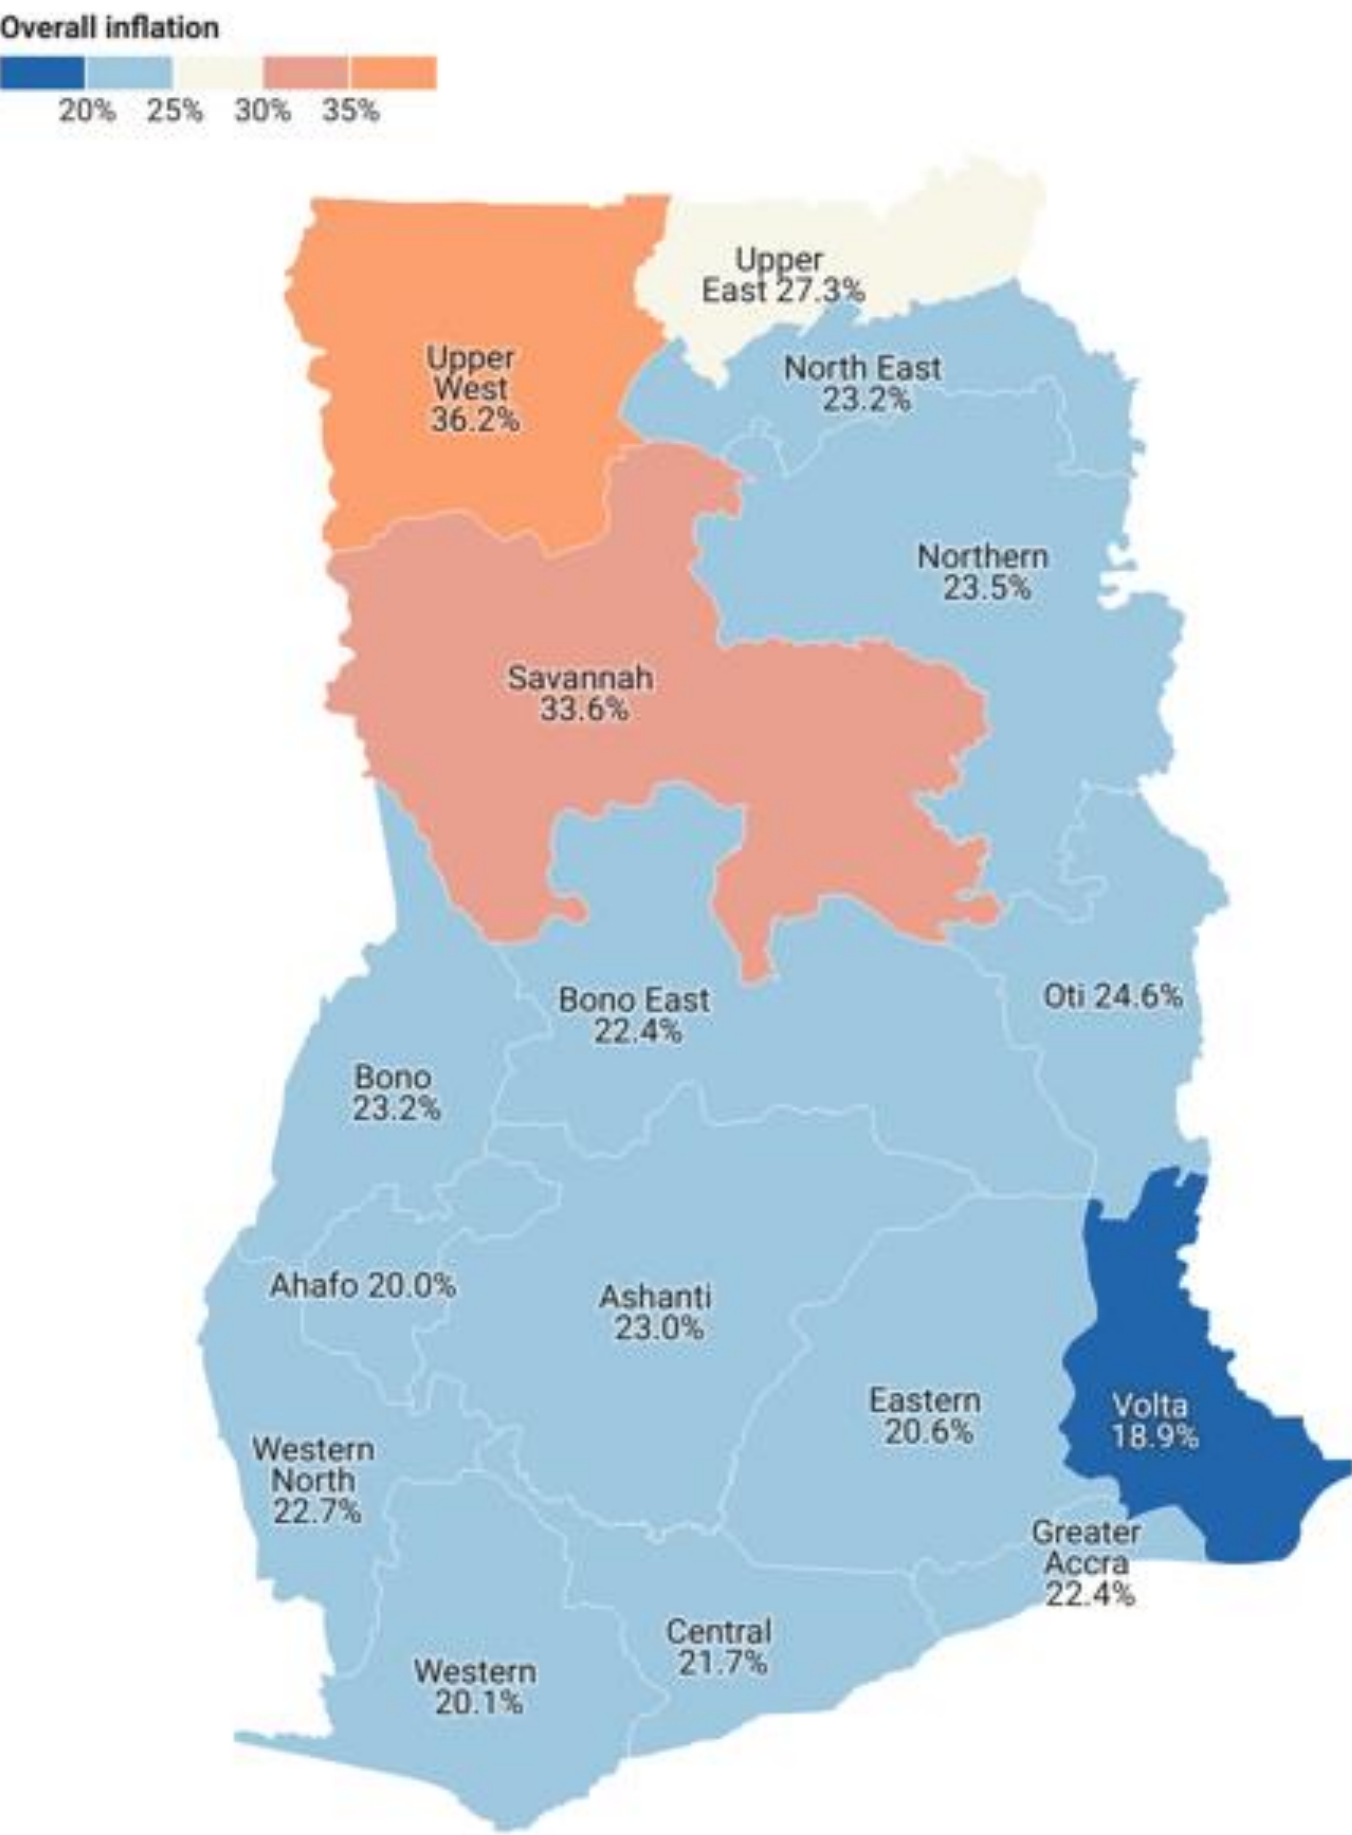 Overall inflation
20% 25% 30% 35%
Upper
East 27.3%
Upper
West
36.2%
North East
23.2%
Northern
23.5%
Savannah
33.6%
Bono East
22.4%
Oti 24.6%
Bono
23.2%
Ahafo 20.0%
Ashanti
23.0%
Eastern
20.6%
Volta
18.9%
Western
North
22.7%
Greater
Accra
22.4%
Central
21.7%
Western
20.1%